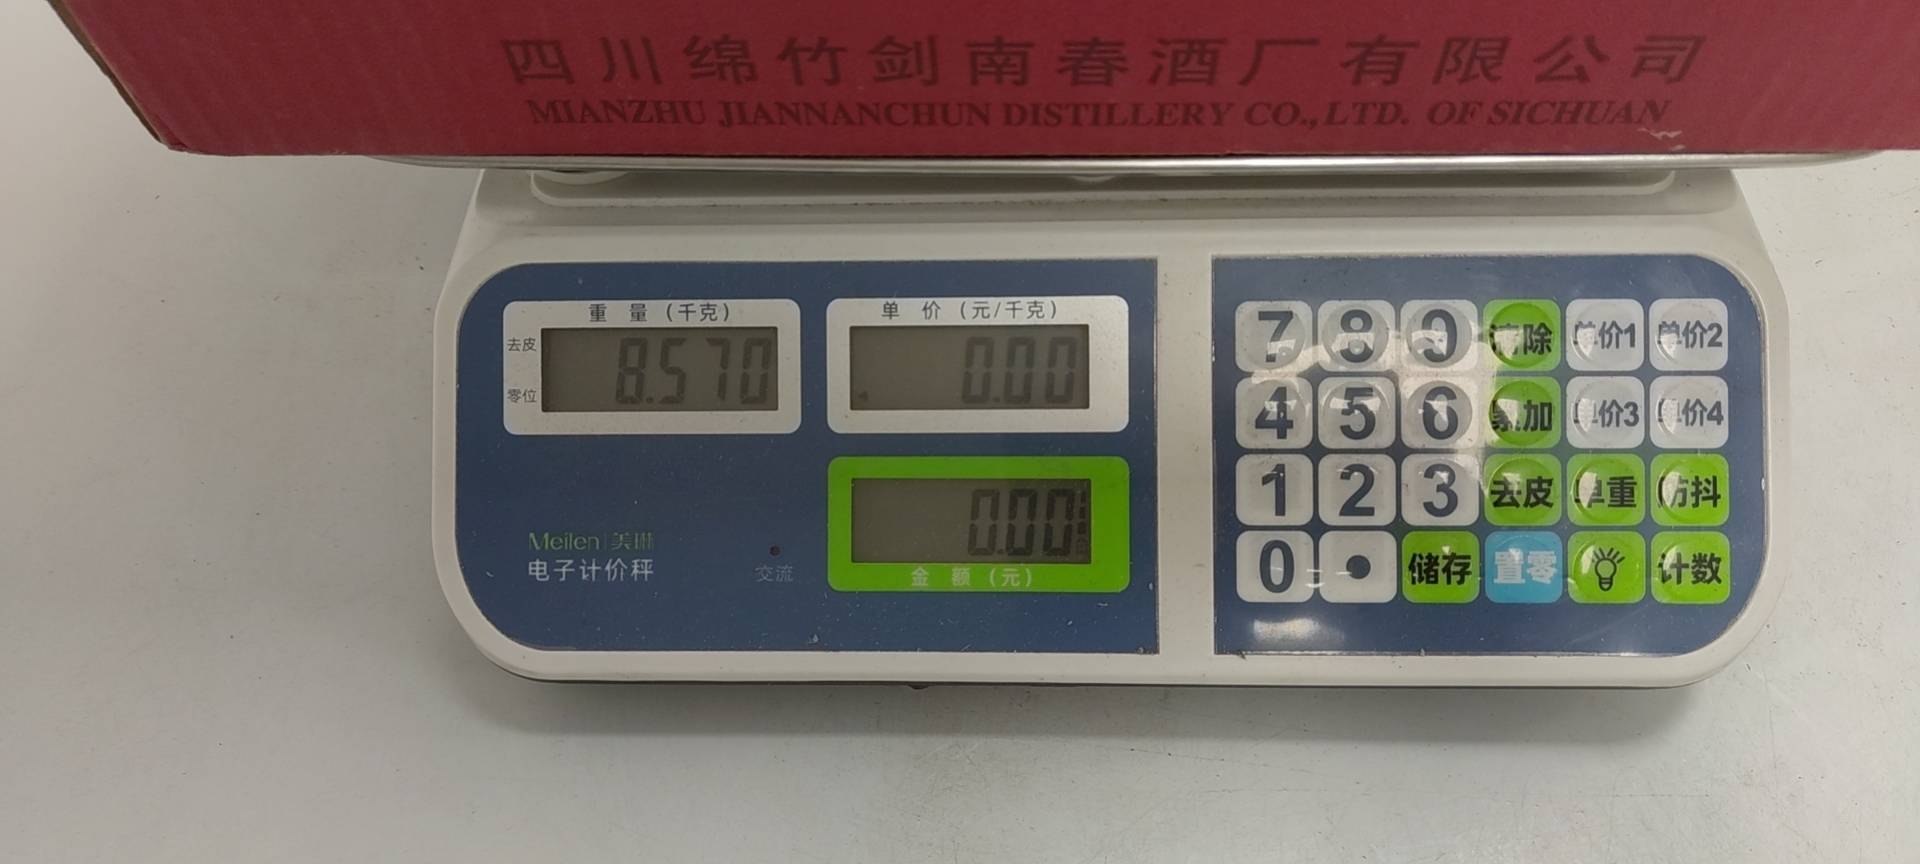 四川绵竹剑南春酒厂有限公司
MIANZHU JIANNANCHUN DISTILLERY CO.,LTD. OF SICHUAN
重量(千克)
单价(元/千克)
去皮
零位
8.570
0.00
0.00
金额(元)
Meilen|美琳
电子计价秤
交流
7 8 9 清除 单价1 单价2
4 5 6 累加 单价3 单价4
1 2 3 去皮 单重 防抖
0 • 储存 置零 计数